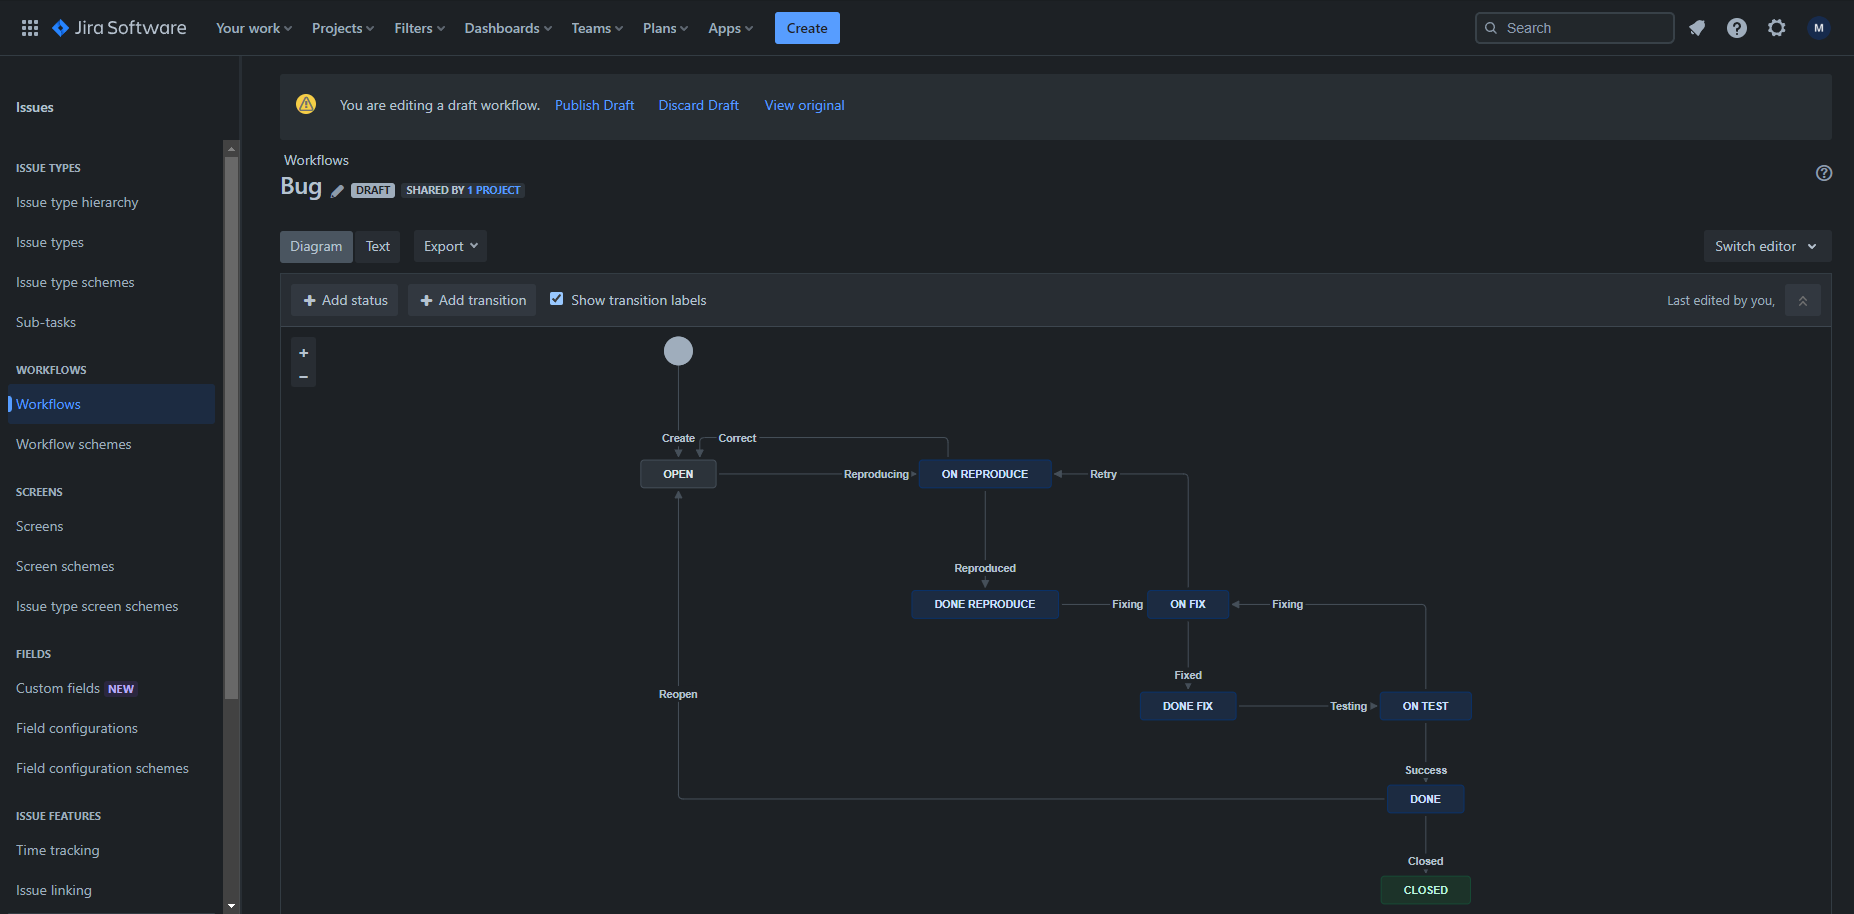 Jira Software Your work Projects Filters Dashboards Teams Plans Apps Create Search M
Issues
ISSUE TYPES
Issue type hierarchy
Issue types
Issue type schemes
Sub-tasks
WORKFLOWS
Workflows
Workflow schemes
SCREENS
Screens
Screen schemes
Issue type screen schemes
FIELDS
Custom fields NEW
Field configurations
Field configuration schemes
ISSUE FEATURES
Time tracking
Issue linking
You are editing a draft workflow. Publish Draft Discard Draft View original
Workflows
Bug DRAFT SHARED BY 1 PROJECT
Diagram Text Export Switch editor
Add status Add transition Show transition labels Last edited by you,
Create Correct
OPEN Reproducing ON REPRODUCE Retry
Reproduced
DONE REPRODUCE Fixing ON FIX Fixing
Fixed
Reopen
DONE FIX Testing ON TEST
Success
DONE
Closed
CLOSED